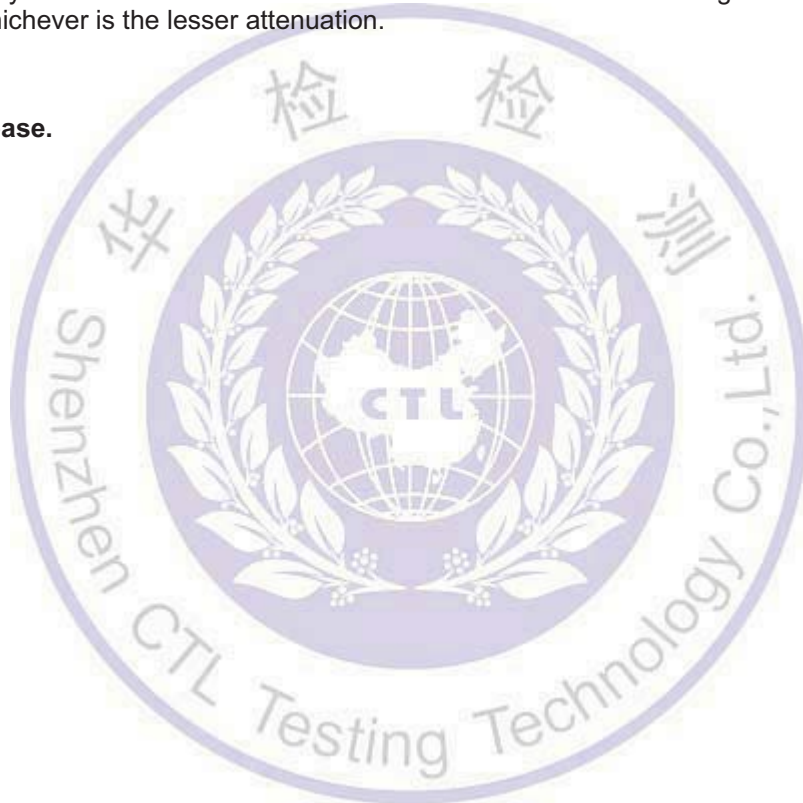 hichever is the lesser attenuation.
ase.
华 检 检 测
Shenzhen CTL Testing Technology Co.,Ltd.
CTL